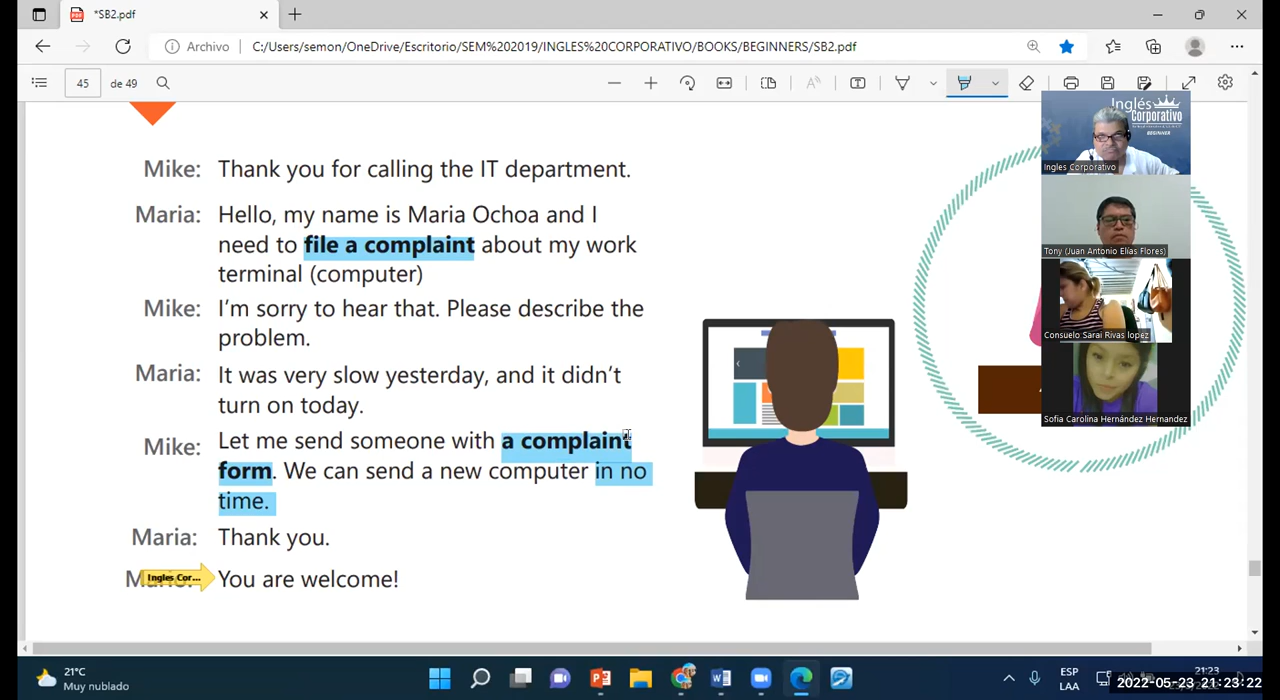 *SB2.pdf
Archivo C:/Users/semon/OneDrive/Escritorio/SEM%202019/INGLES%20CORPORATIVO/BOOKS/BEGINNERS/SB2.pdf
45 de 49
Mike: Thank you for calling the IT department.
Maria: Hello, my name is Maria Ochoa and I
need to file a complaint about my work
terminal (computer)
Mike: I'm sorry to hear that. Please describe the
problem.
Maria: It was very slow yesterday, and it didn't
turn on today.
Mike: Let me send someone with a complaint
form. We can send a new computer in no
time.
Maria: Thank you.
Ingles Cor... You are welcome!
Inglés
Corporativo
BEGINNER
Ingles Corporativo
Tony (Juan Antonio Elías Flores)
Consuelo Sarai Rivas lopez
Sofia Carolina Hernández Hernandez
21°C
Muy nublado
ESP
LAA
21:23
2022-05-23 21:23:22